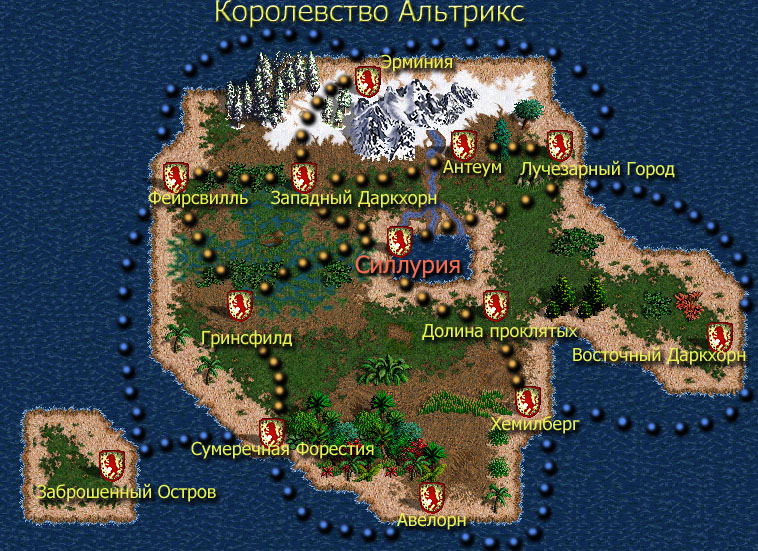 Королевство Альтрикс
Эрминия
Антеум
Лучезарный Город
Фейрсвилль
Западный Даркхорн
Силлурия
Гринсфилд
Долина проклятых
Восточный Даркхорн
Хемилберг
Сумеречная Форестия
Заброшенный Остров
Авелорн